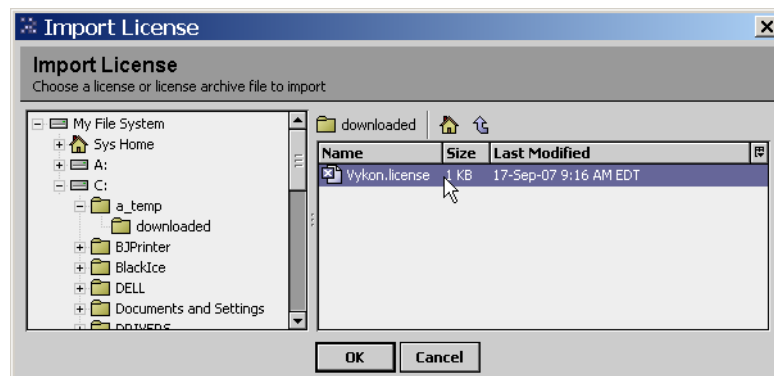 Import License
Import License
Choose a license or license archive file to import
My File System
Sys Home
A:
C:
a_temp
downloaded
BJPrinter
BlackIce
DELL
Documents and Settings
DRIVERS
downloaded
Name Size Last Modified
Vykon.license 1 KB 17-Sep-07 9:16 AM EDT
OK Cancel